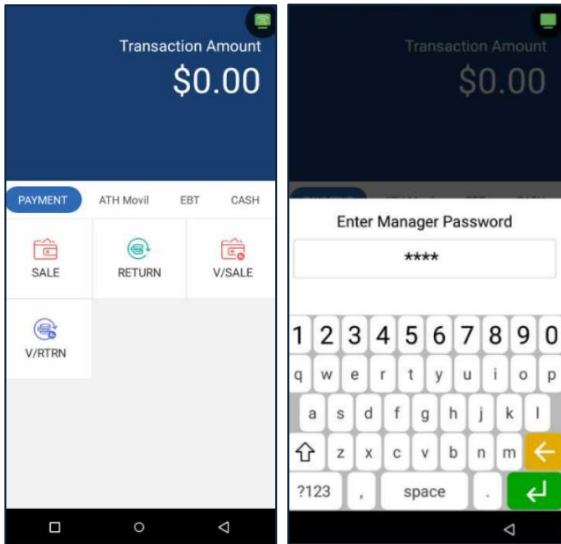 Transaction Amount
$0.00
PAYMENT ATH Movil EBT CASH
SALE RETURN V/SALE
V/RTRN
Transaction Amount
$0.00
Enter Manager Password
****
1 2 3 4 5 6 7 8 9 0
q w e r t y u i o p
a s d f g h j k l
z x c v b n m
?123 , space .